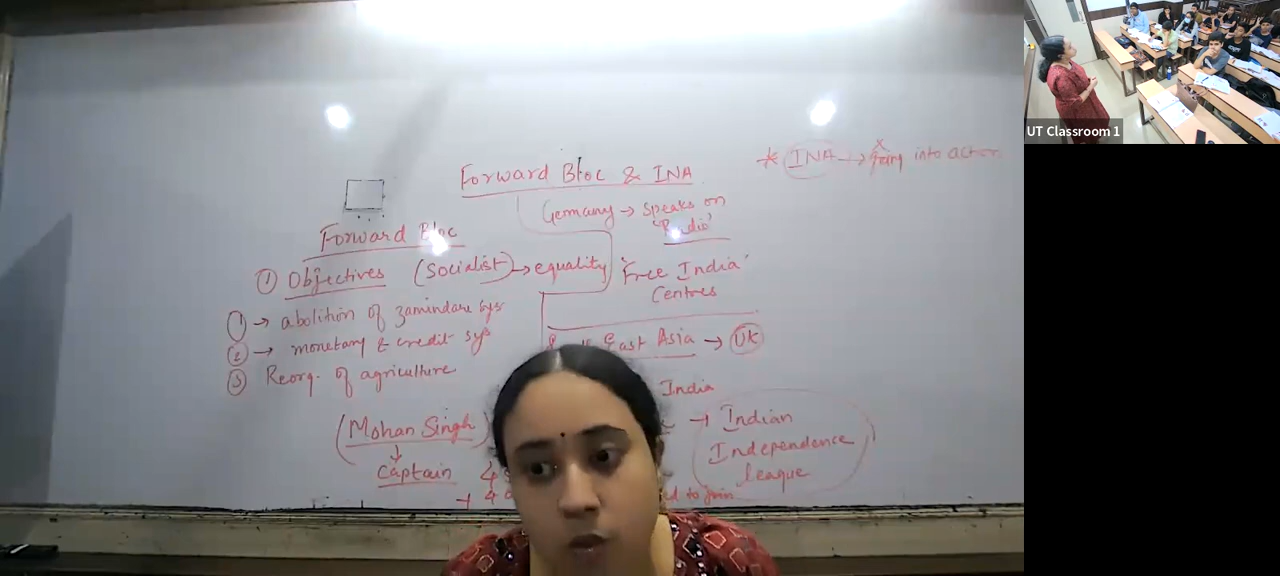 Forward Bloc & INA
* INA → x going into action
Germany → speaks on
'Radio'
Forward Bloc
① Objectives (Socialist) → equality
'Free India'
Centres
① → abolition of zamindari sys
② → monetary & credit sys
③ Reorg. of agriculture
East Asia → UK
India
(Mohan Singh)
↓
Captain
→ Indian
Independence
league
to join
UT Classroom 1